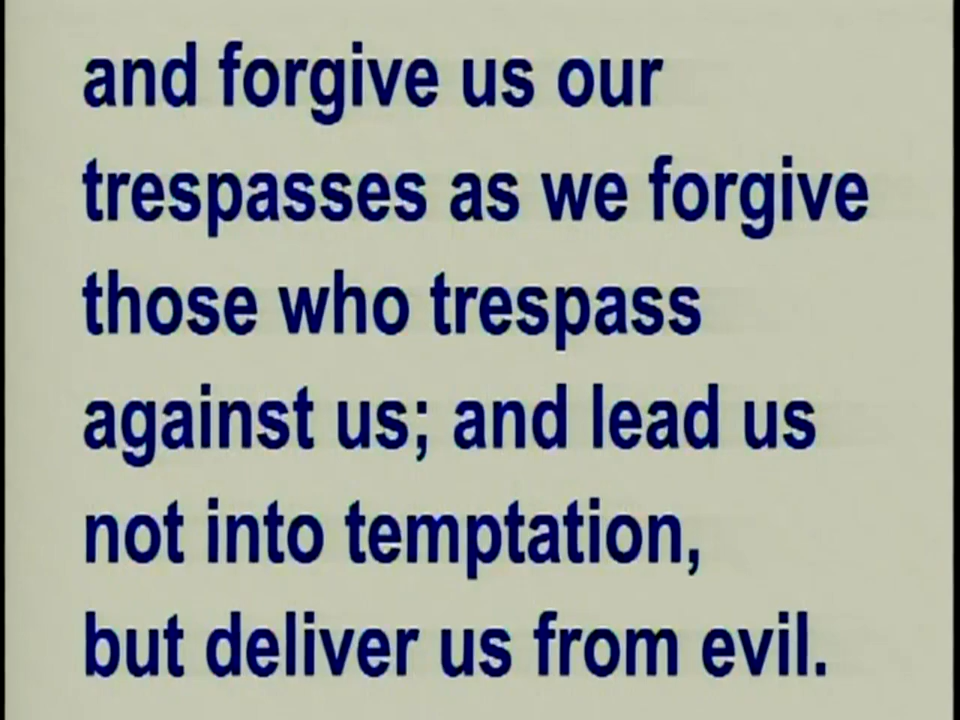 and forgive us our
trespasses as we forgive
those who trespass
against us; and lead us
not into temptation,
but deliver us from evil.